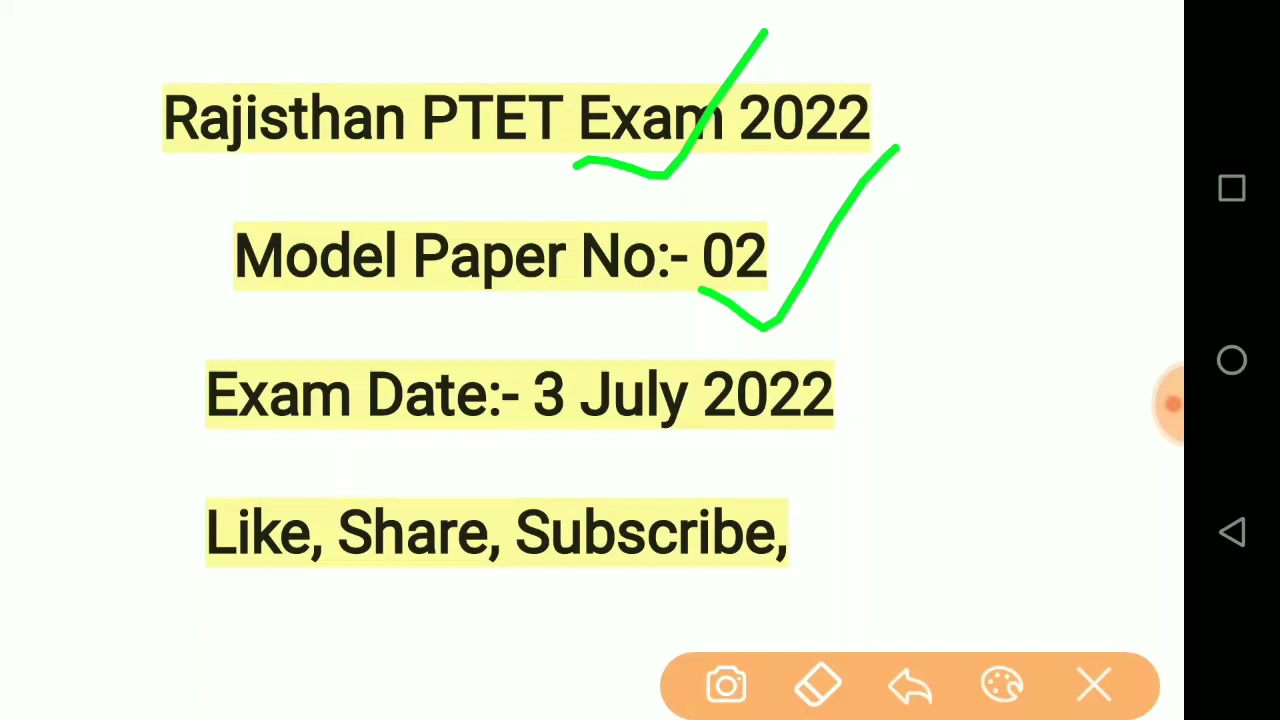 Rajisthan PTET Exam 2022
Model Paper No:- 02
Exam Date:- 3 July 2022
Like, Share, Subscribe,